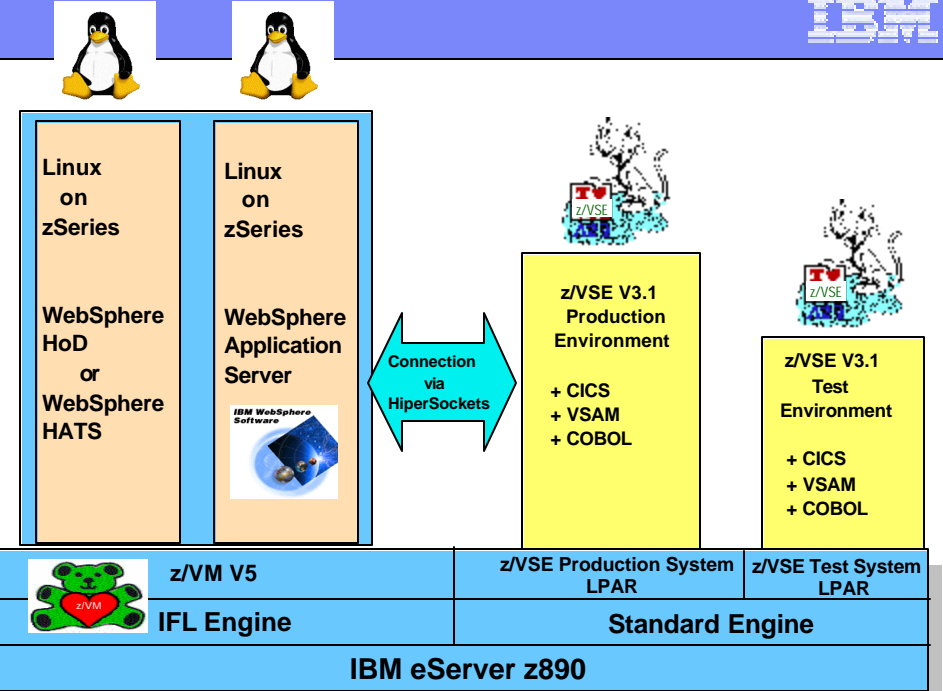 IBM
Linux
on
zSeries
WebSphere
HoD
or
WebSphere
HATS
Linux
on
zSeries
WebSphere
Application
Server
IBM WebSphere
Software
Connection
via
HiperSockets
z/VSE
z/VSE V3.1
Production
Environment
+ CICS
+ VSAM
+ COBOL
z/VSE
z/VSE V3.1
Test
Environment
+ CICS
+ VSAM
+ COBOL
z/VM
z/VM V5
z/VSE Production System
LPAR
z/VSE Test System
LPAR
IFL Engine
Standard Engine
IBM eServer z890